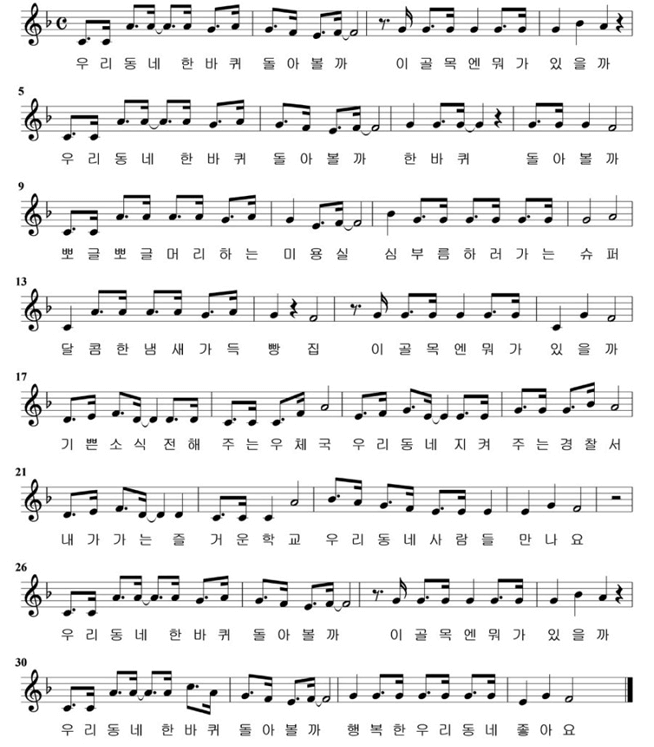 우리동네 한바퀴 돌아볼까 이골목엔뭐가 있을까
5
우리동네 한바퀴 돌아볼까 한바퀴 돌아볼까
9
뽀글뽀글머리하는 미용실 심부름하러가는 슈퍼
13
달콤한냄새가득 빵집 이골목엔뭐가 있을까
17
기쁜소식전해 주는우체국 우리동네지켜 주는경찰서
21
내가가는즐 거운학교 우리동네사람들 만나요
26
우리동네 한바퀴 돌아볼까 이골목엔뭐가 있을까
30
우리동네 한바퀴 돌아볼까 행복한우리동네 좋아요